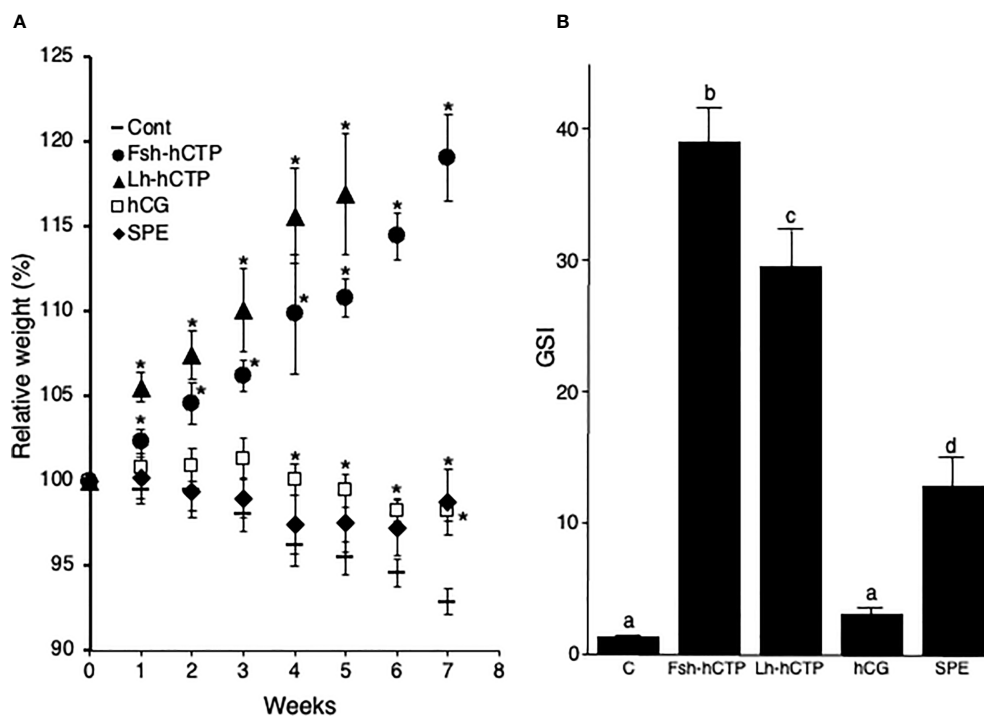 A
B
125
120
115
110
105
100
95
90
Relative weight (%)
Cont
Fsh-hCTP
Lh-hCTP
hCG
SPE
* * * * * * * * * * * * * * * * *
0 1 2 3 4 5 6 7 8
Weeks
40
30
20
10
0
GSI
a
b
c
a
d
C Fsh-hCTP Lh-hCTP hCG SPE